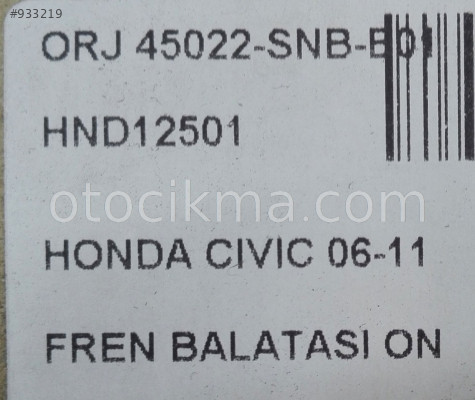 #933219
ORJ 45022-SNB-E01
HND12501
otocikma.com
HONDA CIVIC 06-11
FREN BALATASI ON